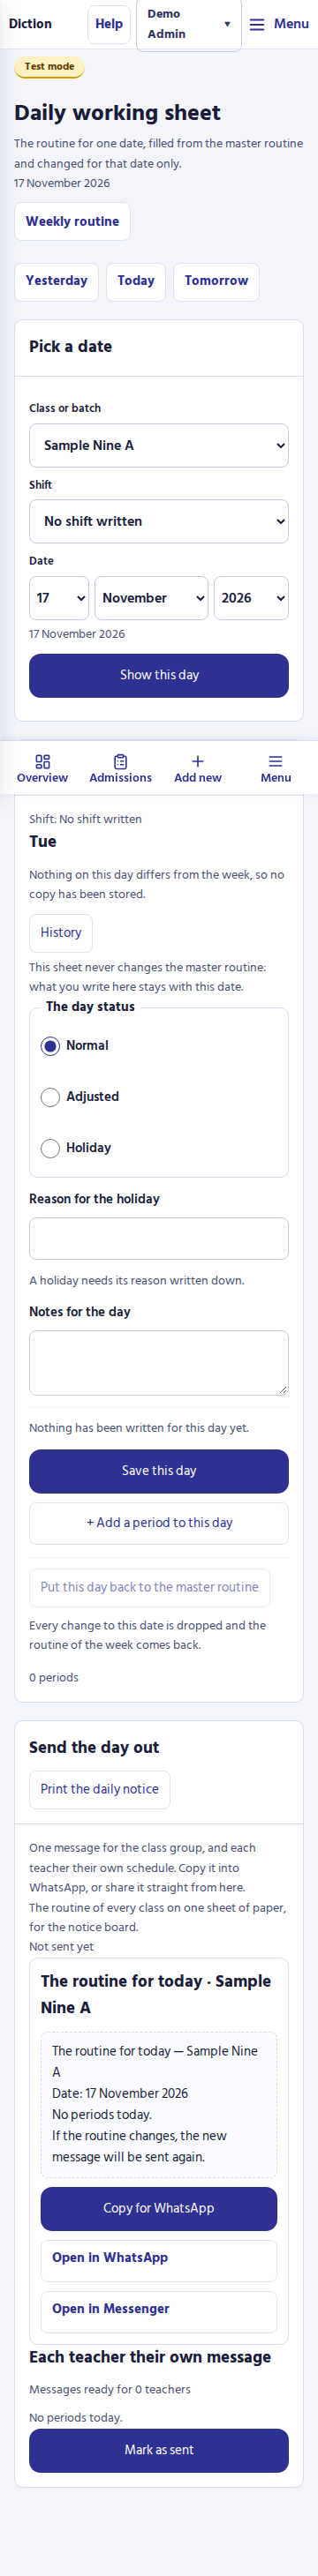 Diction
Help
Demo
Admin
Menu
Test mode
Daily working sheet
The routine for one date, filled from the master routine
and changed for that date only.
17 November 2026
Weekly routine
Yesterday
Today
Tomorrow
Pick a date
Class or batch
Sample Nine A
Shift
No shift written
Date
17
November
2026
17 November 2026
Show this day
Overview
Admissions
Add new
Menu
Shift: No shift written
Tue
Nothing on this day differs from the week, so no
copy has been stored.
History
This sheet never changes the master routine:
what you write here stays with this date.
The day status
Normal
Adjusted
Holiday
Reason for the holiday
A holiday needs its reason written down.
Notes for the day
Nothing has been written for this day yet.
Save this day
+ Add a period to this day
Put this day back to the master routine
Every change to this date is dropped and the
routine of the week comes back.
0 periods
Send the day out
Print the daily notice
One message for the class group, and each
teacher their own schedule. Copy it into
WhatsApp, or share it straight from here.
The routine of every class on one sheet of paper,
for the notice board.
Not sent yet
The routine for today · Sample
Nine A
The routine for today — Sample Nine
A
Date: 17 November 2026
No periods today.
If the routine changes, the new
message will be sent again.
Copy for WhatsApp
Open in WhatsApp
Open in Messenger
Each teacher their own message
Messages ready for 0 teachers
No periods today.
Mark as sent